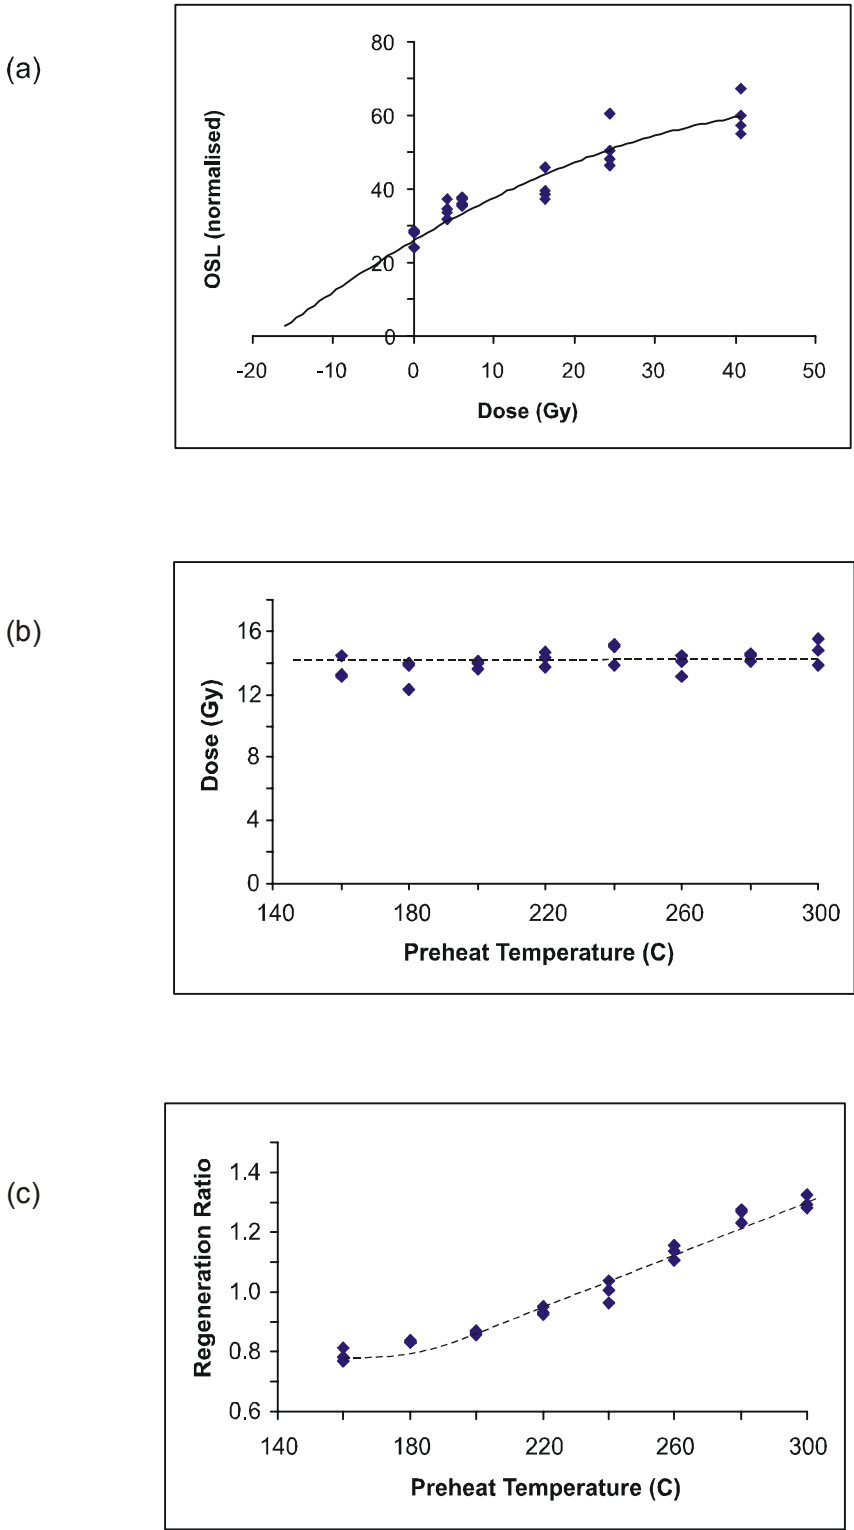 (a)
OSL (normalised)
80
60
40
20
0
-20 -10 0 10 20 30 40 50
Dose (Gy)
(b)
Dose (Gy)
16
12
8
4
0
140 180 220 260 300
Preheat Temperature (C)
(c)
Regeneration Ratio
1.4
1.2
1.0
0.8
0.6
140 180 220 260 300
Preheat Temperature (C)